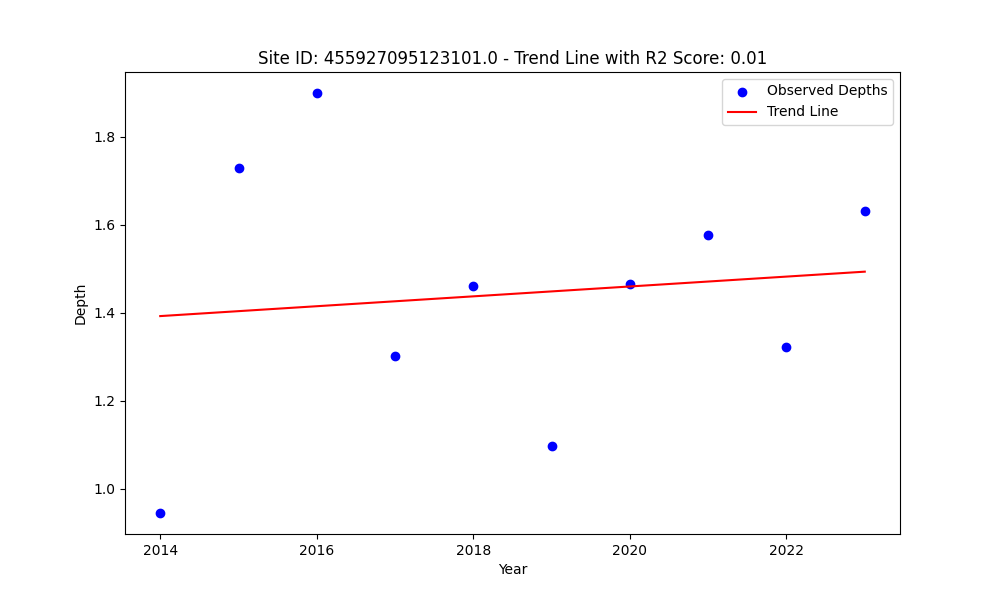 Site ID: 455927095123101.0 - Trend Line with R2 Score: 0.01
Observed Depths
Trend Line
1.8
1.6
1.4
1.2
1.0
Depth
2014 2016 2018 2020 2022
Year